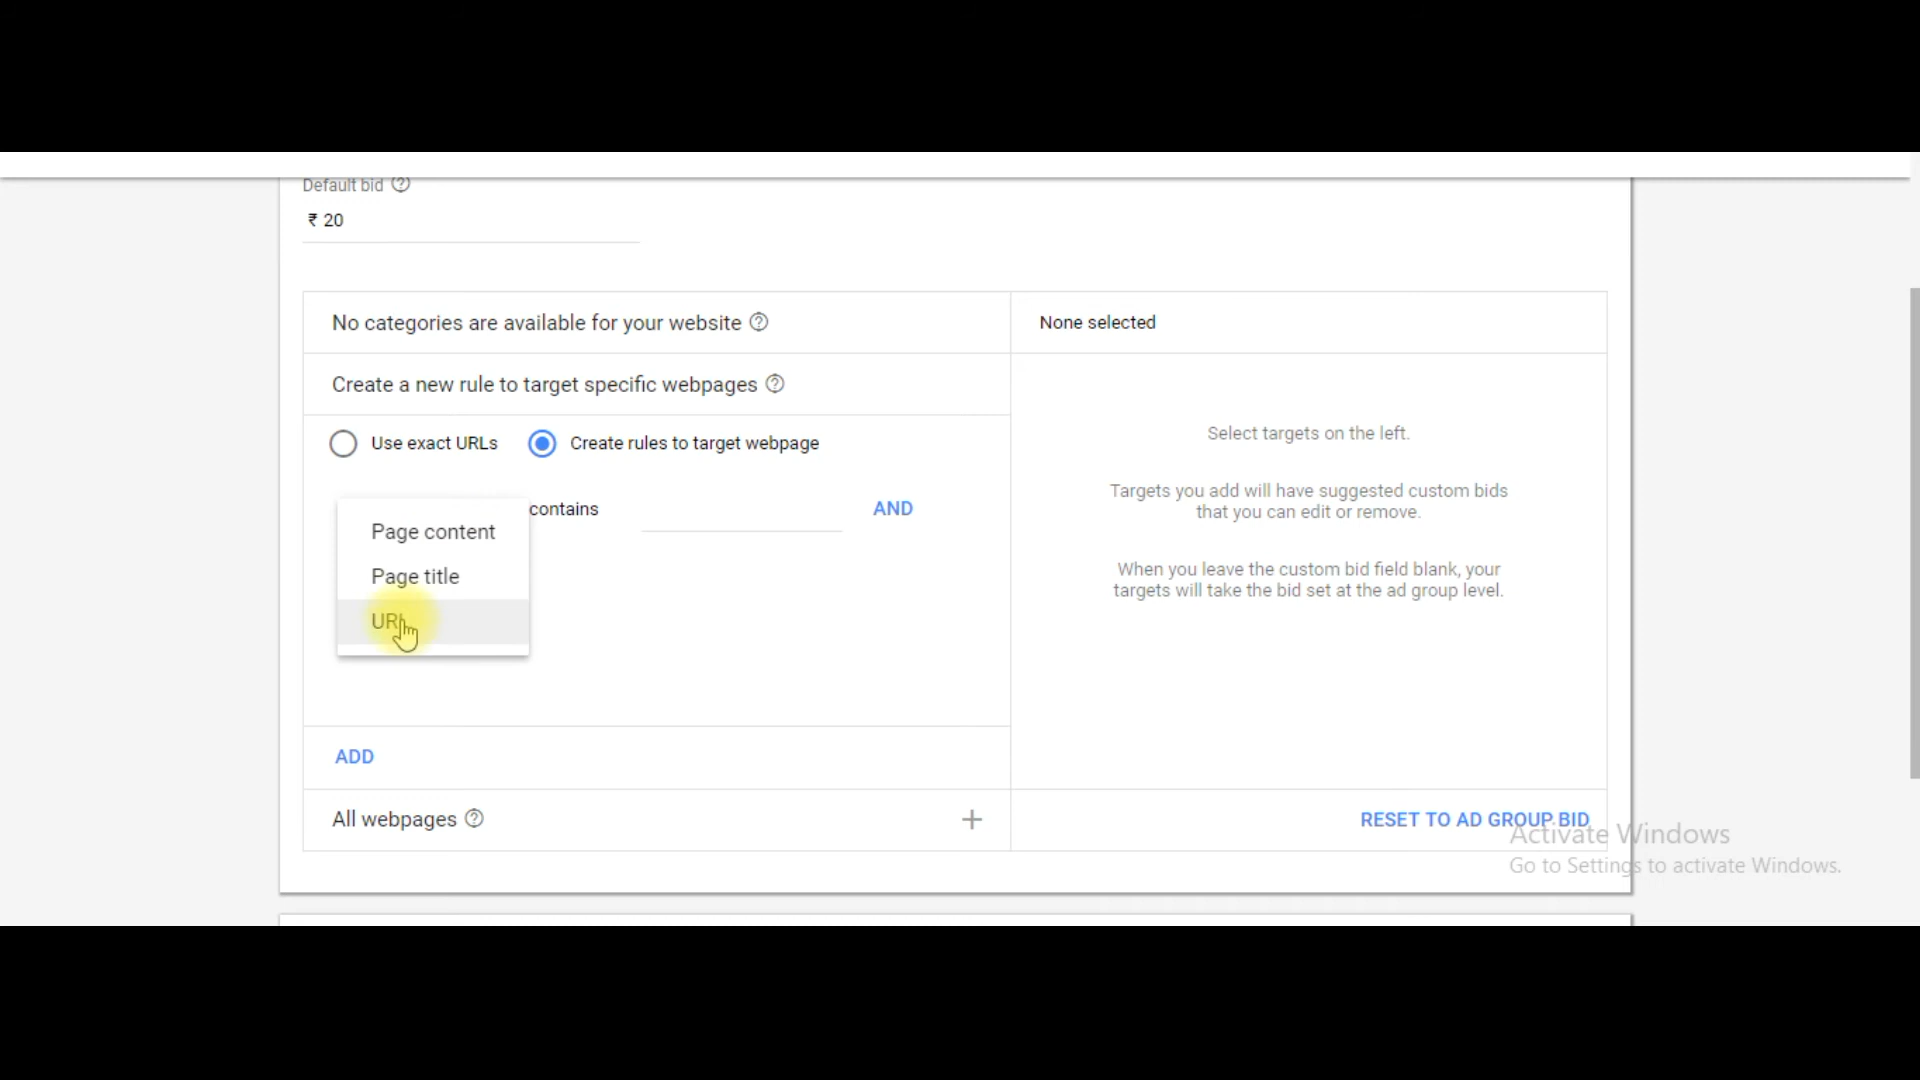 Default bid
₹ 20
No categories are available for your website
None selected
Create a new rule to target specific webpages
Use exact URLs
Create rules to target webpage
Select targets on the left.
Targets you add will have suggested custom bids
that you can edit or remove.
When you leave the custom bid field blank, your
targets will take the bid set at the ad group level.
contains
AND
Page content
Page title
URL
ADD
All webpages
RESET TO AD GROUP BID
Activate Windows
Go to Settings to activate Windows.